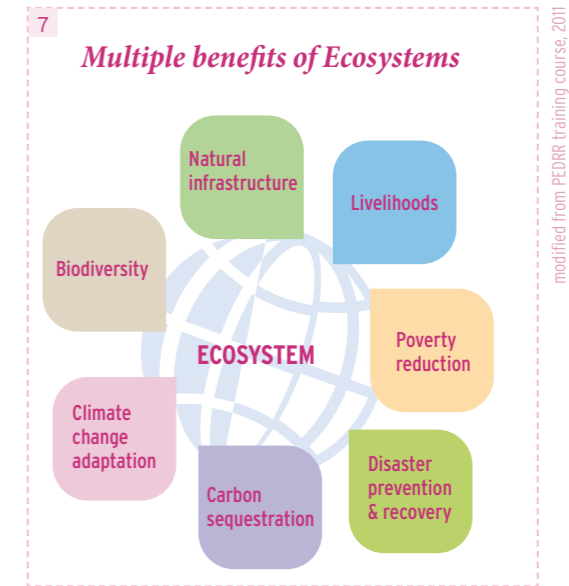 7
Multiple benefits of Ecosystems
Natural
infrastructure
Livelihoods
Biodiversity
Poverty
reduction
ECOSYSTEM
Climate
change
adaptation
Disaster
prevention
& recovery
Carbon
sequestration
modified from PEDRR training course, 2011